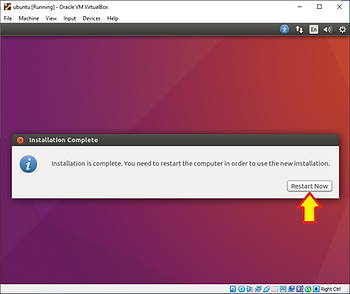 ubuntu [Running] - Oracle VM VirtualBox
File Machine View Input Devices Help
En
Installation Complete
Installation is complete. You need to restart the computer in order to use the new installation.
Restart Now
Right Ctrl